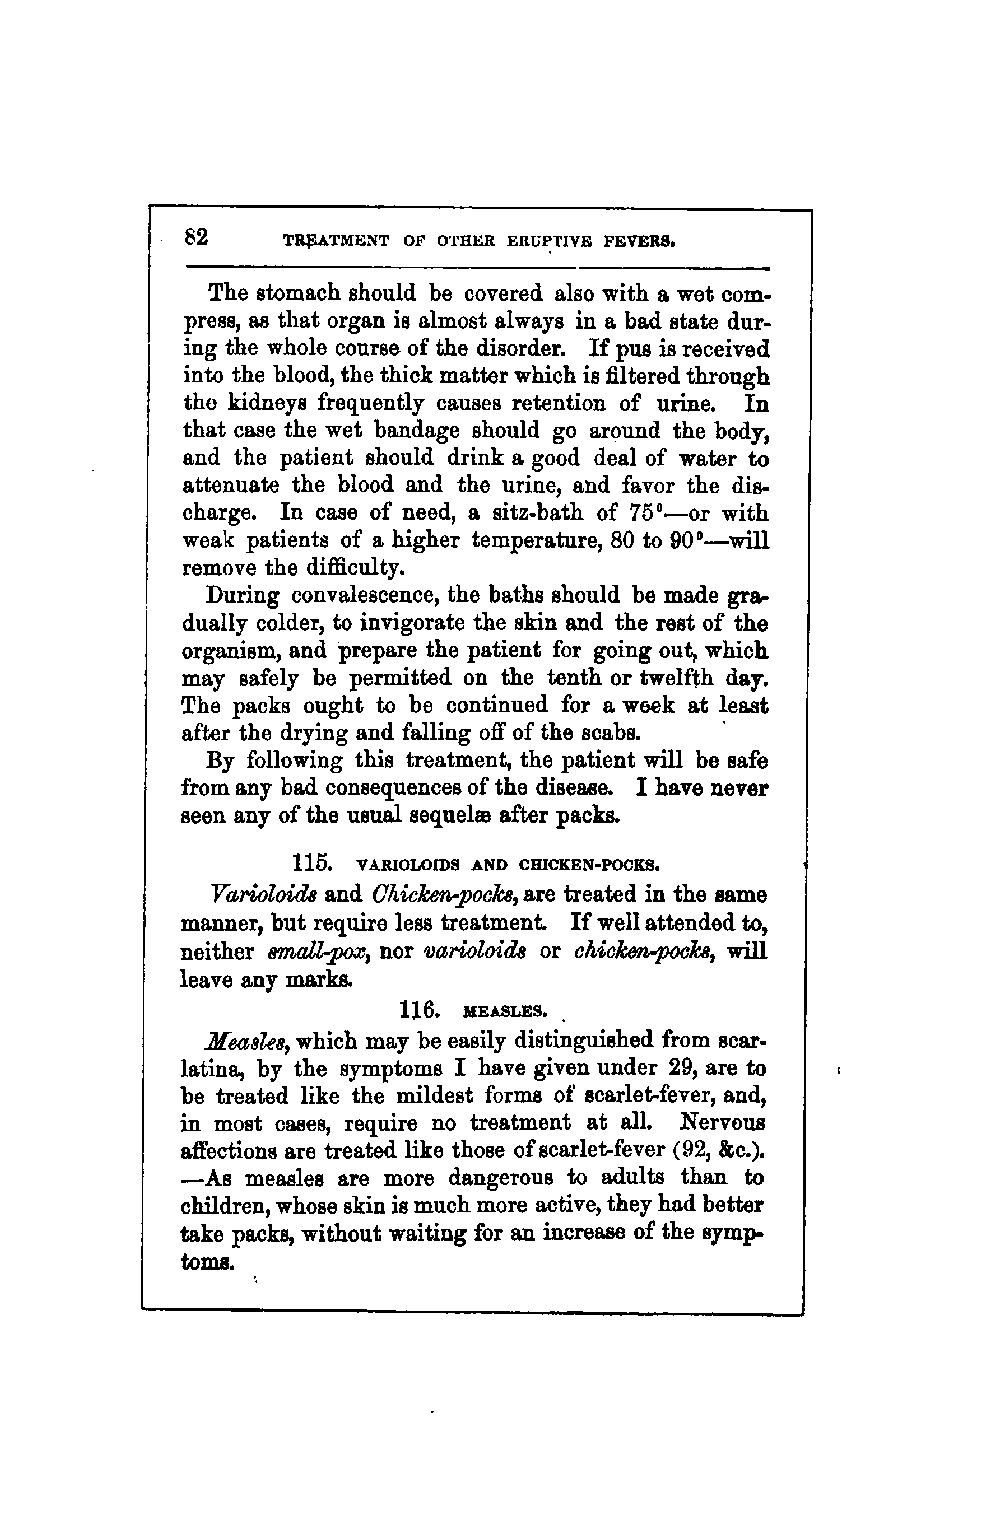 82 TREATMENT OF OTHER ERUPTIVE FEVERS.
The stomach should be covered also with a wet com-
press, as that organ is almost always in a bad state dur-
ing the whole course of the disorder. If pus is received
into the blood, the thick matter which is filtered through
the kidneys frequently causes retention of urine. In
that case the wet bandage should go around the body,
and the patient should drink a good deal of water to
attenuate the blood and the urine, and favor the dis-
charge. In case of need, a sitz-bath of 75°—or with
weak patients of a higher temperature, 80 to 90°—will
remove the difficulty.
During convalescence, the baths should be made gra-
dually colder, to invigorate the skin and the rest of the
organism, and prepare the patient for going out, which
may safely be permitted on the tenth or twelfth day.
The packs ought to be continued for a week at least
after the drying and falling off of the scabs.
By following this treatment, the patient will be safe
from any bad consequences of the disease. I have never
seen any of the usual sequelæ after packs.
115. VARIOLOIDS AND CHICKEN-POCKS.
Varioloids and Chicken-pocks, are treated in the same
manner, but require less treatment. If well attended to,
neither small-pox, nor varioloids or chicken-pocks, will
leave any marks.
116. MEASLES.
Measles, which may be easily distinguished from scar-
latina, by the symptoms I have given under 29, are to
be treated like the mildest forms of scarlet-fever, and,
in most cases, require no treatment at all. Nervous
affections are treated like those of scarlet-fever (92, &c.).
—As measles are more dangerous to adults than to
children, whose skin is much more active, they had better
take packs, without waiting for an increase of the symp-
toms.